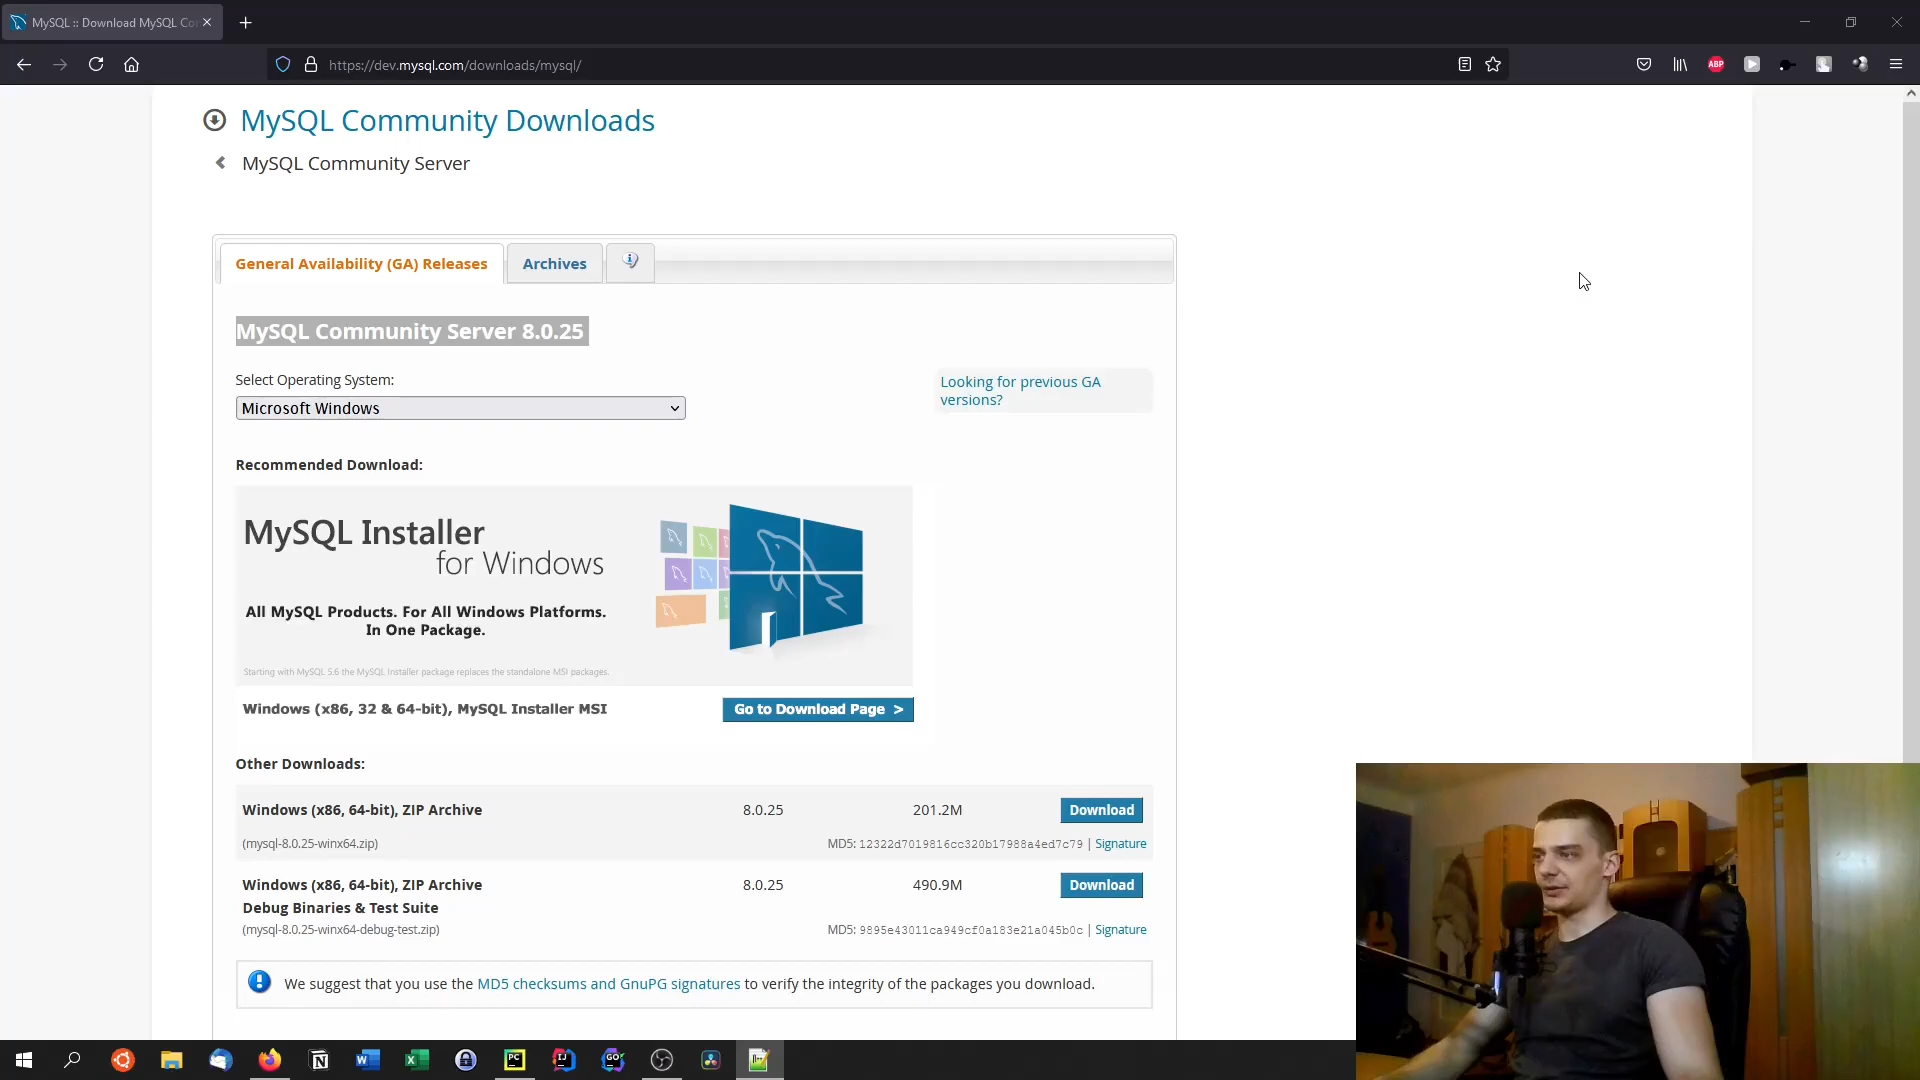 MySQL :: Download MySQL Co
https://dev.mysql.com/downloads/mysql/
ABP
MySQL Community Downloads
MySQL Community Server
General Availability (GA) Releases
Archives
MySQL Community Server 8.0.25
Select Operating System:
Looking for previous GA
versions?
Microsoft Windows
Recommended Download:
MySQL Installer
for Windows
All MySQL Products. For All Windows Platforms.
In One Package.
Starting with MySQL 5.6 the MySQL Installer package replaces the standalone MSI packages.
Windows (x86, 32 & 64-bit), MySQL Installer MSI
Go to Download Page >
Other Downloads:
Windows (x86, 64-bit), ZIP Archive 8.0.25 201.2M Download
(mysql-8.0.25-winx64.zip) MD5: 12322d7019816cc320b17988a4ed7c79 | Signature
Windows (x86, 64-bit), ZIP Archive 8.0.25 490.9M Download
Debug Binaries & Test Suite
(mysql-8.0.25-winx64-debug-test.zip) MD5: 9895e43011ca949cf0a183e21a045b0c | Signature
We suggest that you use the MD5 checksums and GnuPG signatures to verify the integrity of the packages you download.
PC
IJ
GO